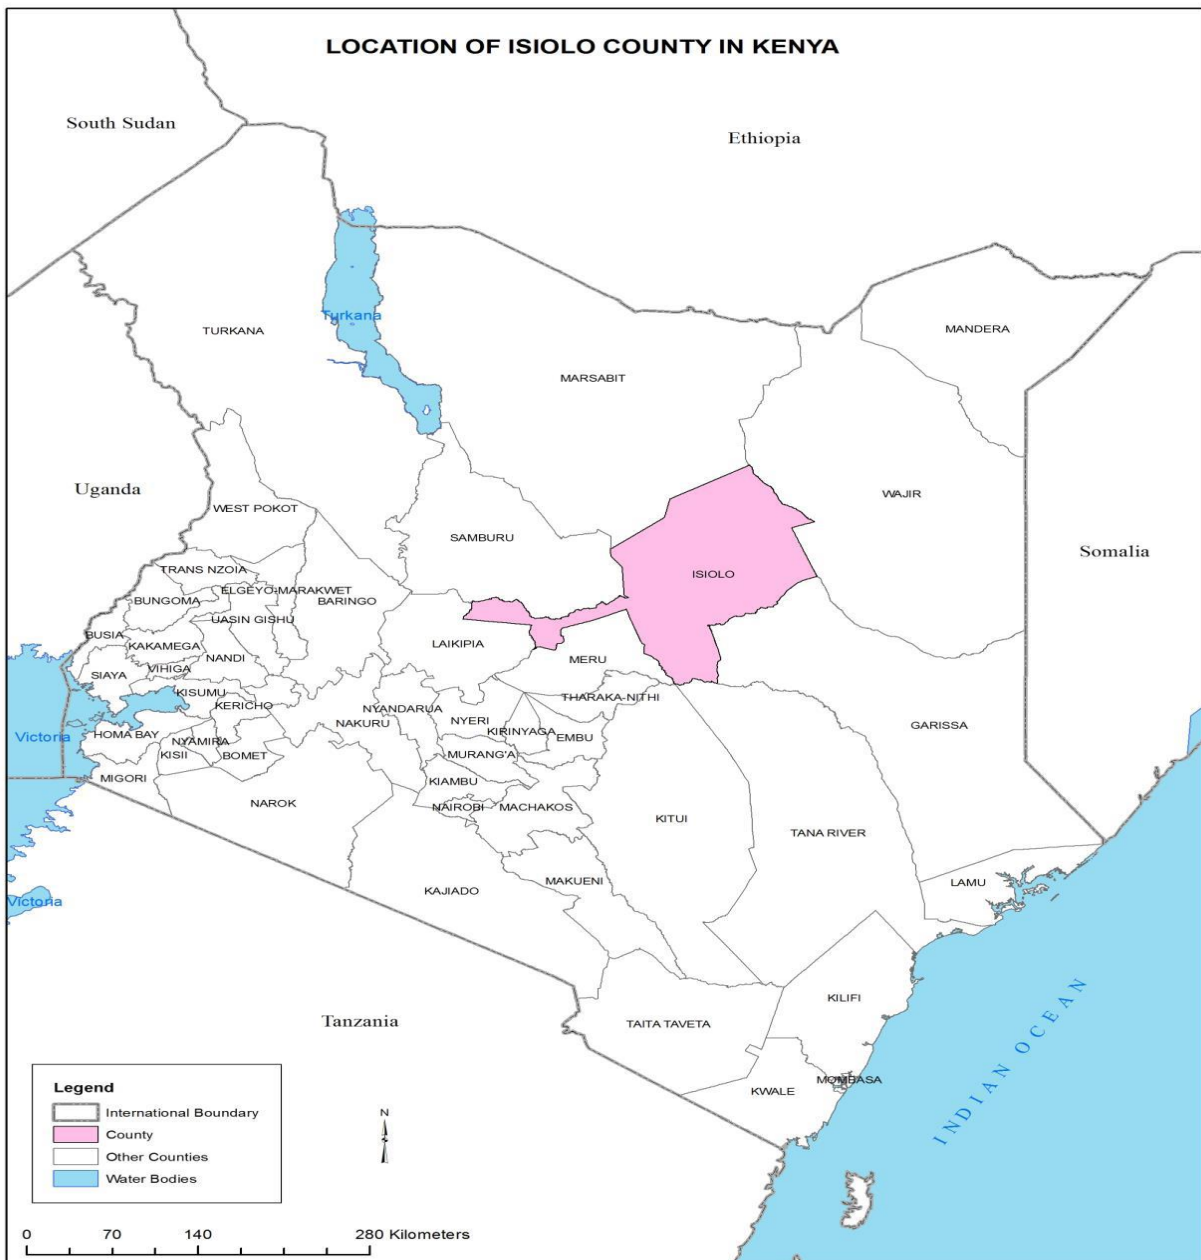 LOCATION OF ISIOLO COUNTY IN KENYA
South Sudan
Ethiopia
Turkana
TURKANA
MANDERA
MARSABIT
Uganda
WAJIR
WEST POKOT
SAMBURU
Somalia
TRANS NZOIA
ISIOLO
ELGEYO-MARAKWET
BUNGOMA
BARINGO
UASIN GISHU
BUSIA
KAKAMEGA
LAIKIPIA
NANDI
MERU
VIHIGA
SIAYA
KISUMU
THARAKA-NITHI
KERICHO
NYANDARUA
NYERI
NAKURU
GARISSA
KIRINYAGA
HOMA BAY
Victoria
NYAMIRA
EMBU
KISII
BOMET
MURANG'A
MIGORI
KIAMBU
NAROK
NAIROBI
MACHAKOS
KITUI
TANA RIVER
MAKUENI
LAMU
KAJIADO
Victoria
KILIFI
Tanzania
TAITA TAVETA
INDIAN OCEAN
MOMBASA
KWALE
Legend
International Boundary
County
Other Counties
Water Bodies
N
0 70 140 280 Kilometers